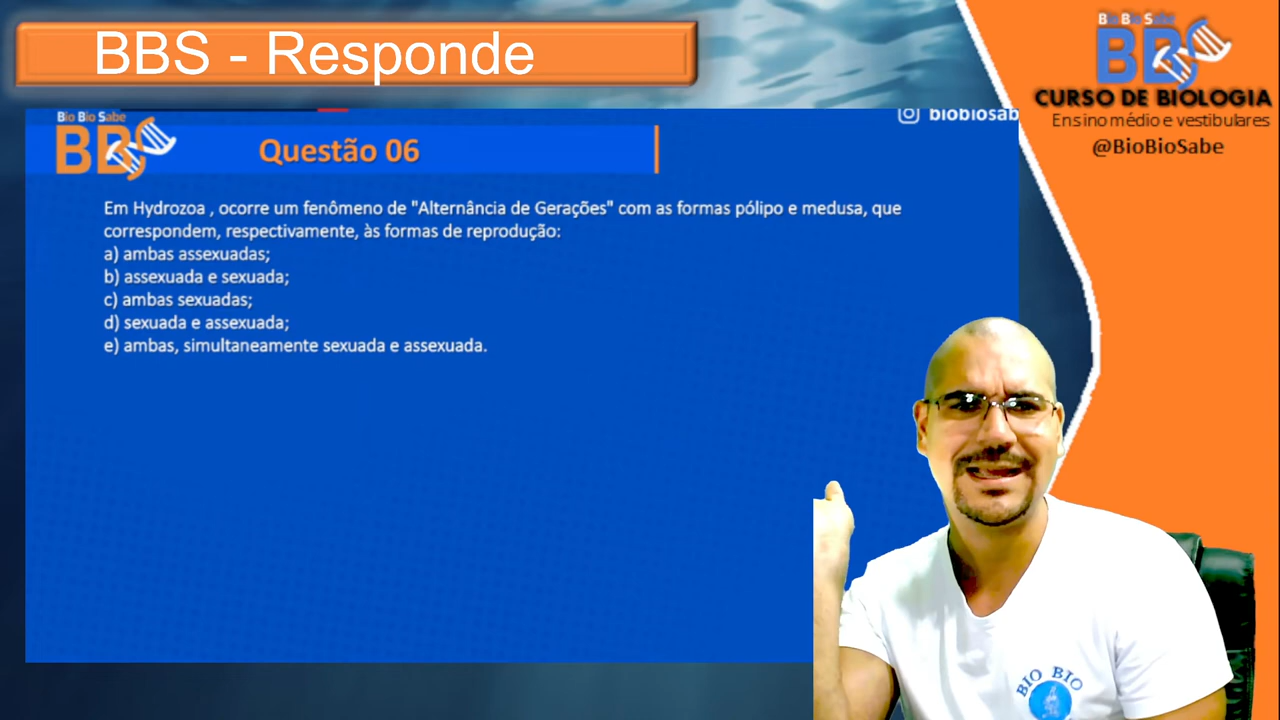 BBS - Responde
Bio Bio Sabe
BBS
CURSO DE BIOLOGIA
Ensino médio e vestibulares
@BioBioSabe
biobiosab
Bio Bio Sabe
BBS
Questão 06
Em Hydrozoa , ocorre um fenômeno de "Alternância de Gerações" com as formas pólipo e medusa, que
correspondem, respectivamente, às formas de reprodução:
a) ambas assexuadas;
b) assexuada e sexuada;
c) ambas sexuadas;
d) sexuada e assexuada;
e) ambas, simultaneamente sexuada e assexuada.
BIO BIO